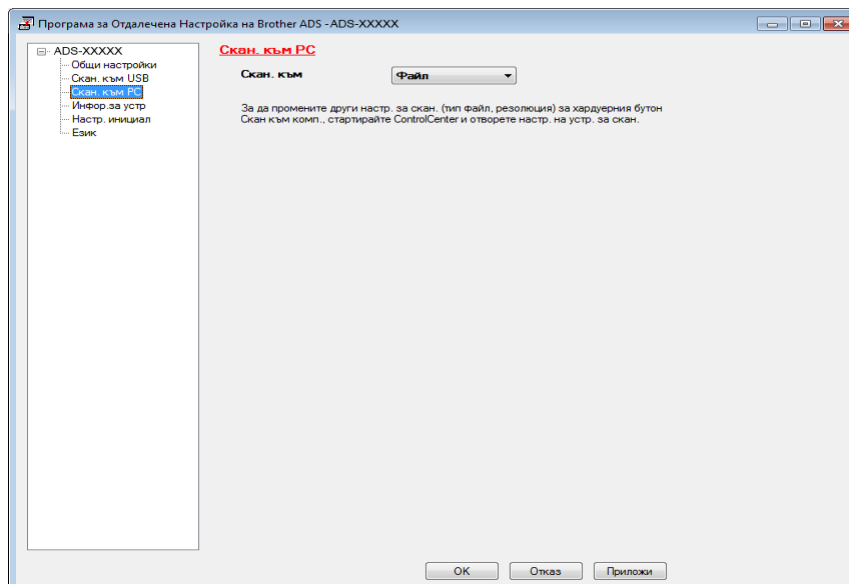 Програма за Отдалечена Настройка на Brother ADS -ADS-XXXXX
ADS-XXXXX
Общи настройки
Скан. към USB
Скан. към PC
Инфор.за устр
Настр. инициал
Език
Скан. към PC
Скан. към
Файл
За да промените други настр. за скан. (тип файл, резолюция) за хардуерния бутон
Скан към комп., стартирайте ControlCenter и отворете настр. на устр. за скан.
OK
Отказ
Приложи